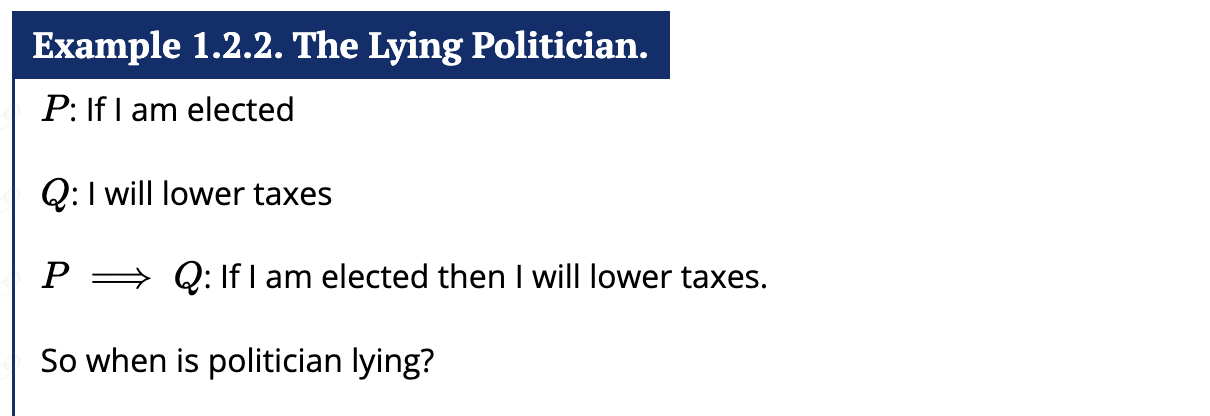 Example 1.2.2. The Lying Politician.
P: If I am elected
Q: I will lower taxes
P ⟹ Q: If I am elected then I will lower taxes.
So when is politician lying?